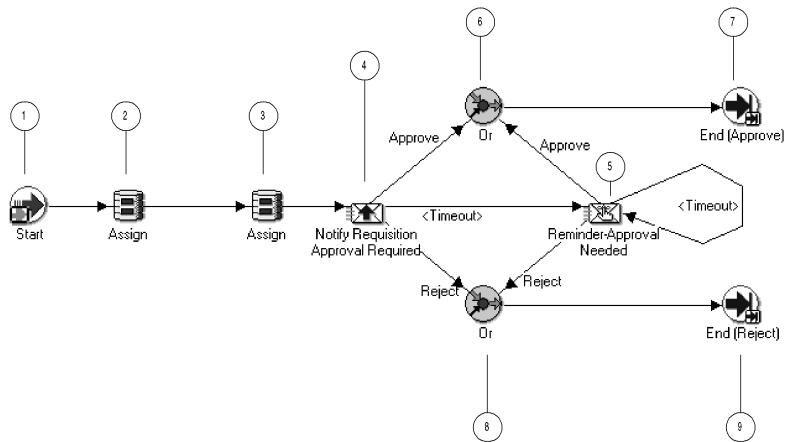 6
7
4
1
2
3
Approve
Or
Approve
End (Approve)
5
Start
Assign
Assign
Notify Requisition
Approval Required
<Timeout>
Reminder-Approval
Needed
<Timeout>
Reject
Reject
Or
End (Reject)
8
9